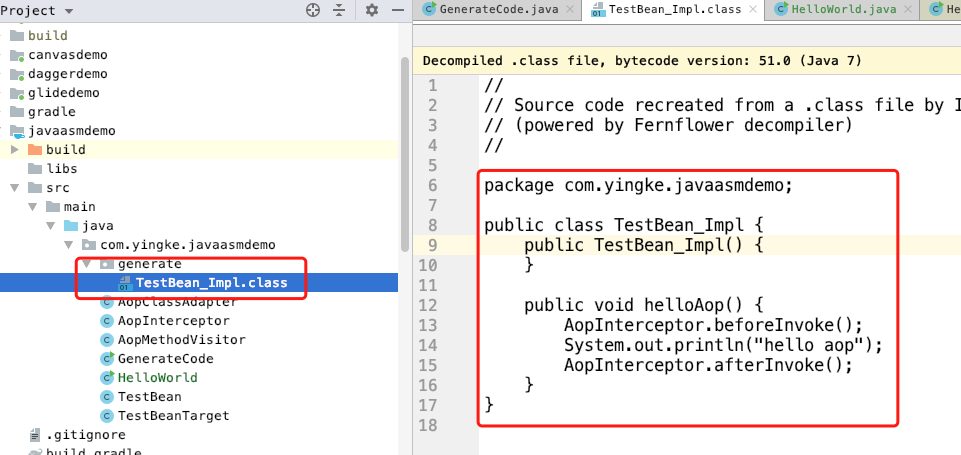 Project
build
canvasdemo
daggerdemo
glidedemo
gradle
javaasmdemo
build
libs
src
main
java
com.yingke.javaasmdemo
generate
TestBean_Impl.class
AopClassAdapter
AopInterceptor
AopMethodVisitor
GenerateCode
HelloWorld
TestBean
TestBeanTarget
.gitignore
build.gradle
GenerateCode.java
TestBean_Impl.class
HelloWorld.java
Decompiled .class file, bytecode version: 51.0 (Java 7)
1 //
2 // Source code recreated from a .class file by
3 // (powered by Fernflower decompiler)
4 //
5
6 package com.yingke.javaasmdemo;
7
8 public class TestBean_Impl {
9 public TestBean_Impl() {
10 }
11
12 public void helloAop() {
13 AopInterceptor.beforeInvoke();
14 System.out.println("hello aop");
15 AopInterceptor.afterInvoke();
16 }
17 }
18